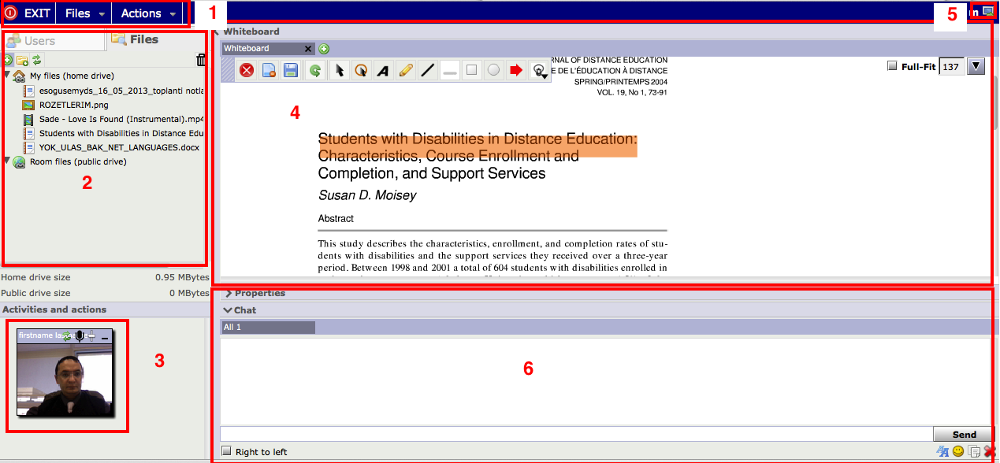 EXIT Files Actions
1
5
m
Users Files
My files (home drive)
esogusemyds_16_05_2013_toplanti notla
ROZETLERIM.png
Sade - Love Is Found (Instrumental).mp4
Students with Disabilities in Distance Edu
YOK_ULAS_BAK_NET_LANGUAGES.docx
Room files (public drive)
2
Home drive size 0.95 MBytes
Public drive size 0 MBytes
Activities and actions
firstname
3
Whiteboard
Whiteboard
A
Full-Fit 137
RNAL OF DISTANCE EDUCATION
E DE L'ÉDUCATION À DISTANCE
SPRING/PRINTEMPS 2004
VOL. 19, No 1, 73-91
4
Students with Disabilities in Distance Education:
Characteristics, Course Enrollment and
Completion, and Support Services
Susan D. Moisey
Abstract
This study describes the characteristics, enrollment, and completion rates of stu-
dents with disabilities and the support services they received over a three-year
period. Between 1998 and 2001 a total of 604 students with disabilities enrolled in
Properties
Chat
All 1
6
Send
Right to left